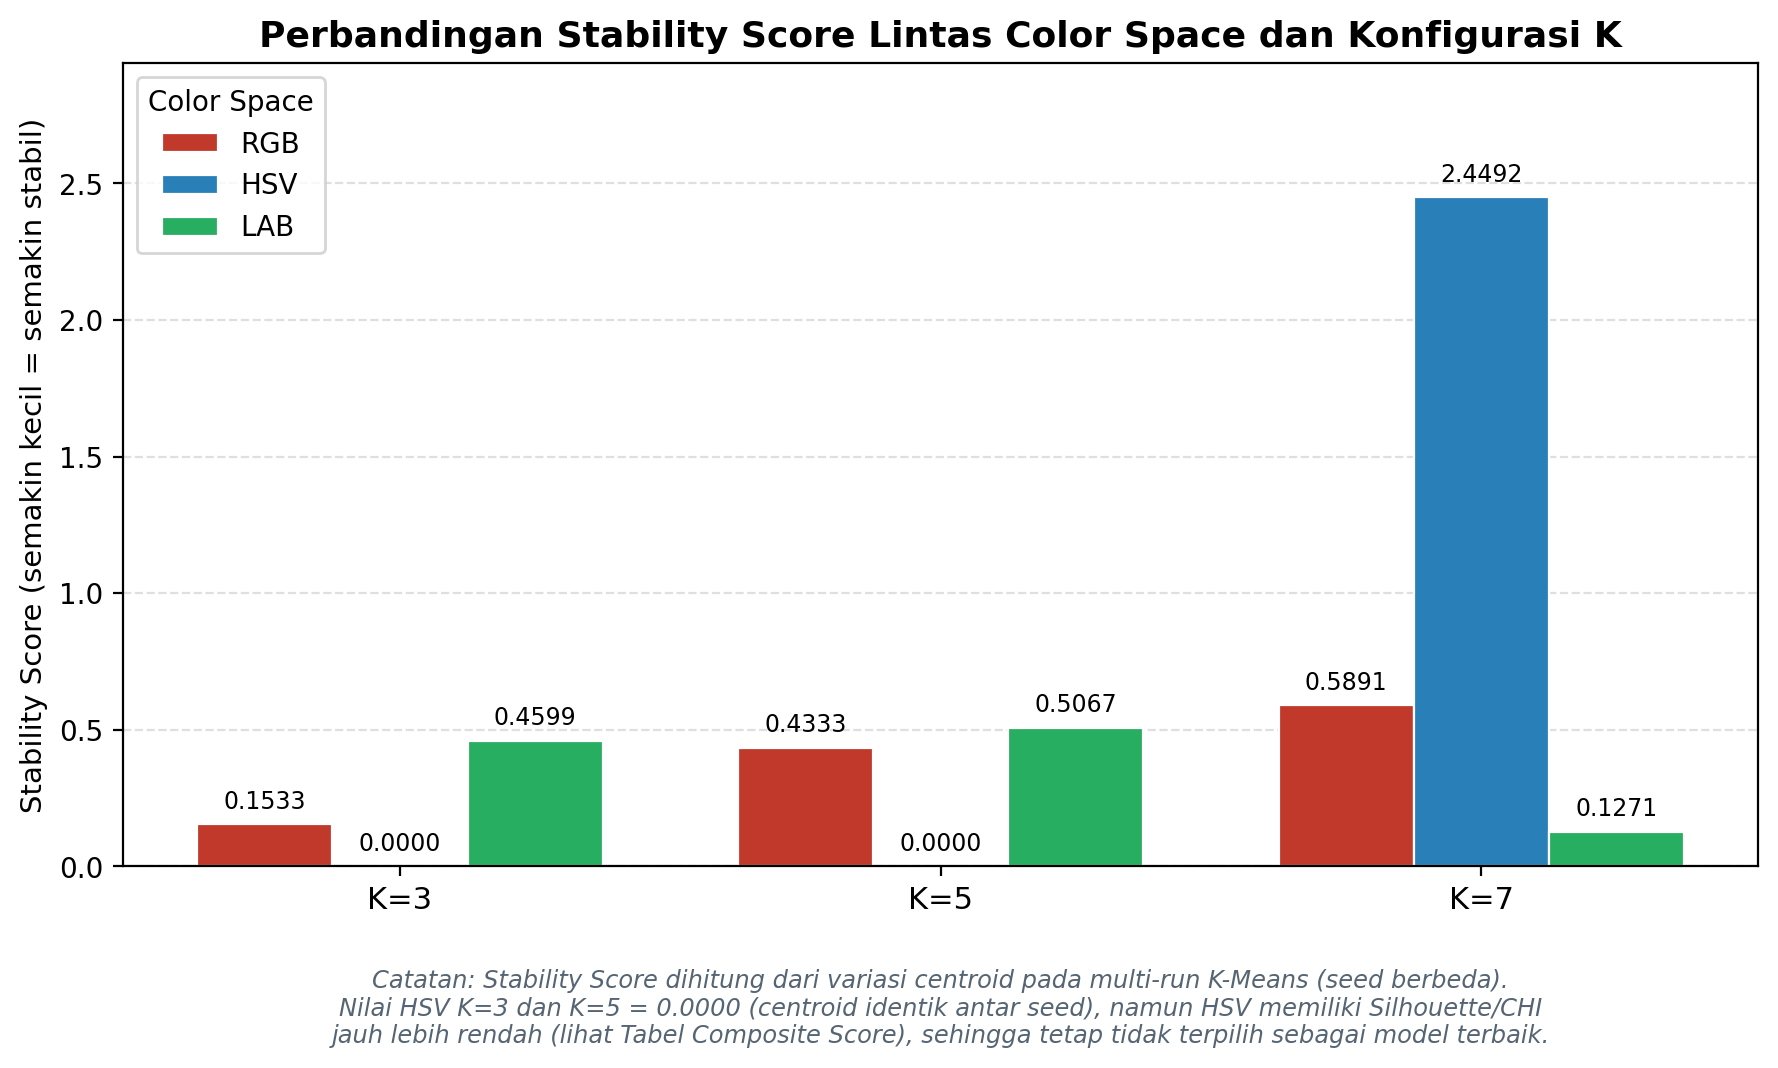 Perbandingan Stability Score Lintas Color Space dan Konfigurasi K
Stability Score (semakin kecil = semakin stabil)
Color Space
RGB
HSV
LAB
2.5
2.0
1.5
1.0
0.5
0.0
0.1533
0.0000
0.4599
0.4333
0.0000
0.5067
0.5891
2.4492
0.1271
K=3
K=5
K=7
Catatan: Stability Score dihitung dari variasi centroid pada multi-run K-Means (seed berbeda).
Nilai HSV K=3 dan K=5 = 0.0000 (centroid identik antar seed), namun HSV memiliki Silhouette/CHI
jauh lebih rendah (lihat Tabel Composite Score), sehingga tetap tidak terpilih sebagai model terbaik.